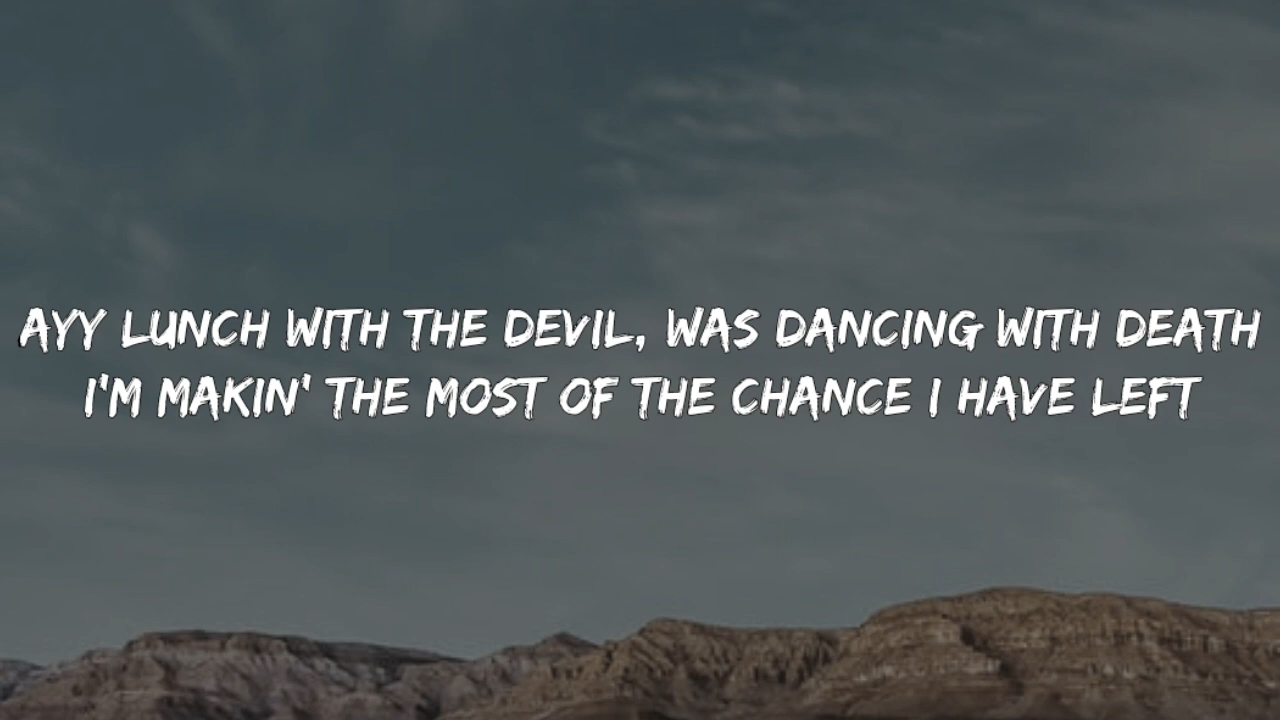 AYY LUNCH WITH THE DEVIL, WAS DANCING WITH DEATH
I'M MAKIN' THE MOST OF THE CHANCE I HAVE LEFT